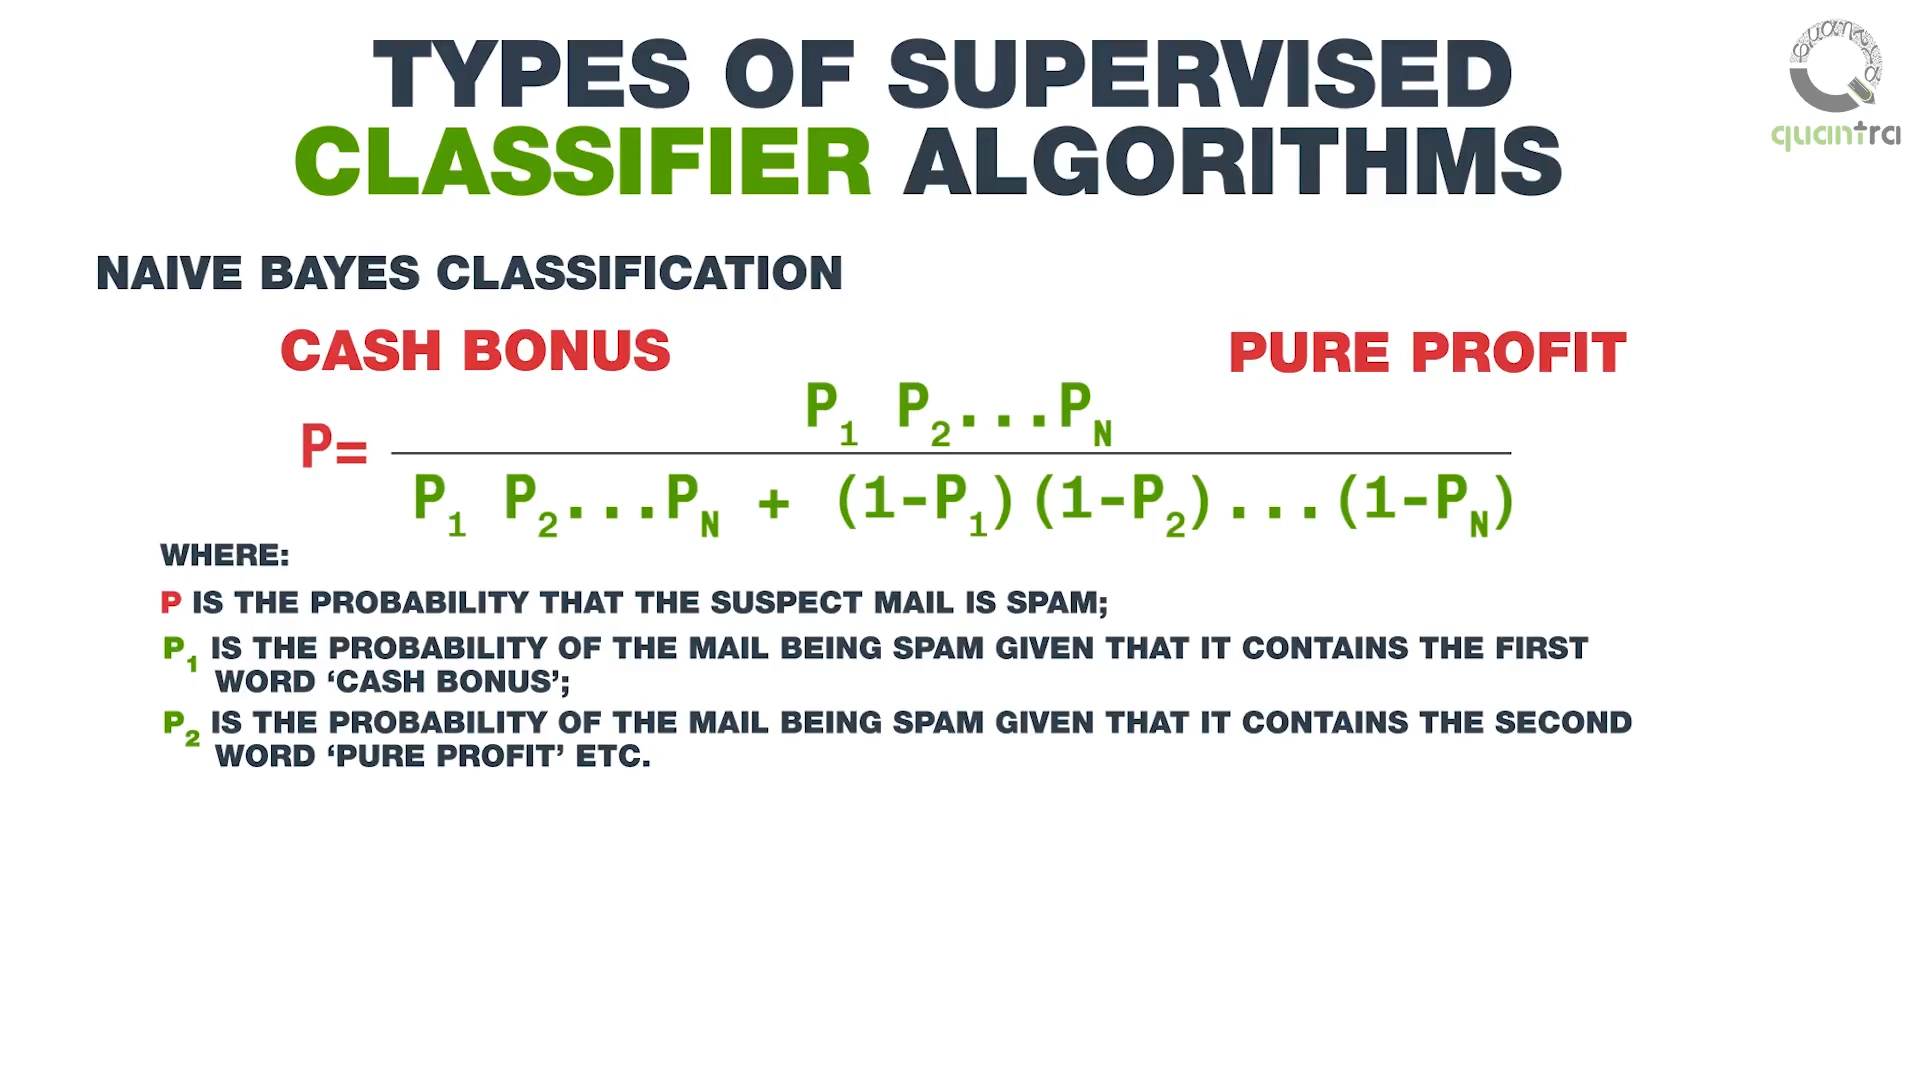 TYPES OF SUPERVISED
CLASSIFIER ALGORITHMS
quantra
NAIVE BAYES CLASSIFICATION
CASH BONUS
PURE PROFIT
P₁ P₂...P_N
P=
P₁ P₂...P_N + (1-P₁)(1-P₂)...(1-P_N)
WHERE:
P IS THE PROBABILITY THAT THE SUSPECT MAIL IS SPAM;
P₁ IS THE PROBABILITY OF THE MAIL BEING SPAM GIVEN THAT IT CONTAINS THE FIRST
WORD ‘CASH BONUS’;
P₂ IS THE PROBABILITY OF THE MAIL BEING SPAM GIVEN THAT IT CONTAINS THE SECOND
WORD ‘PURE PROFIT’ ETC.